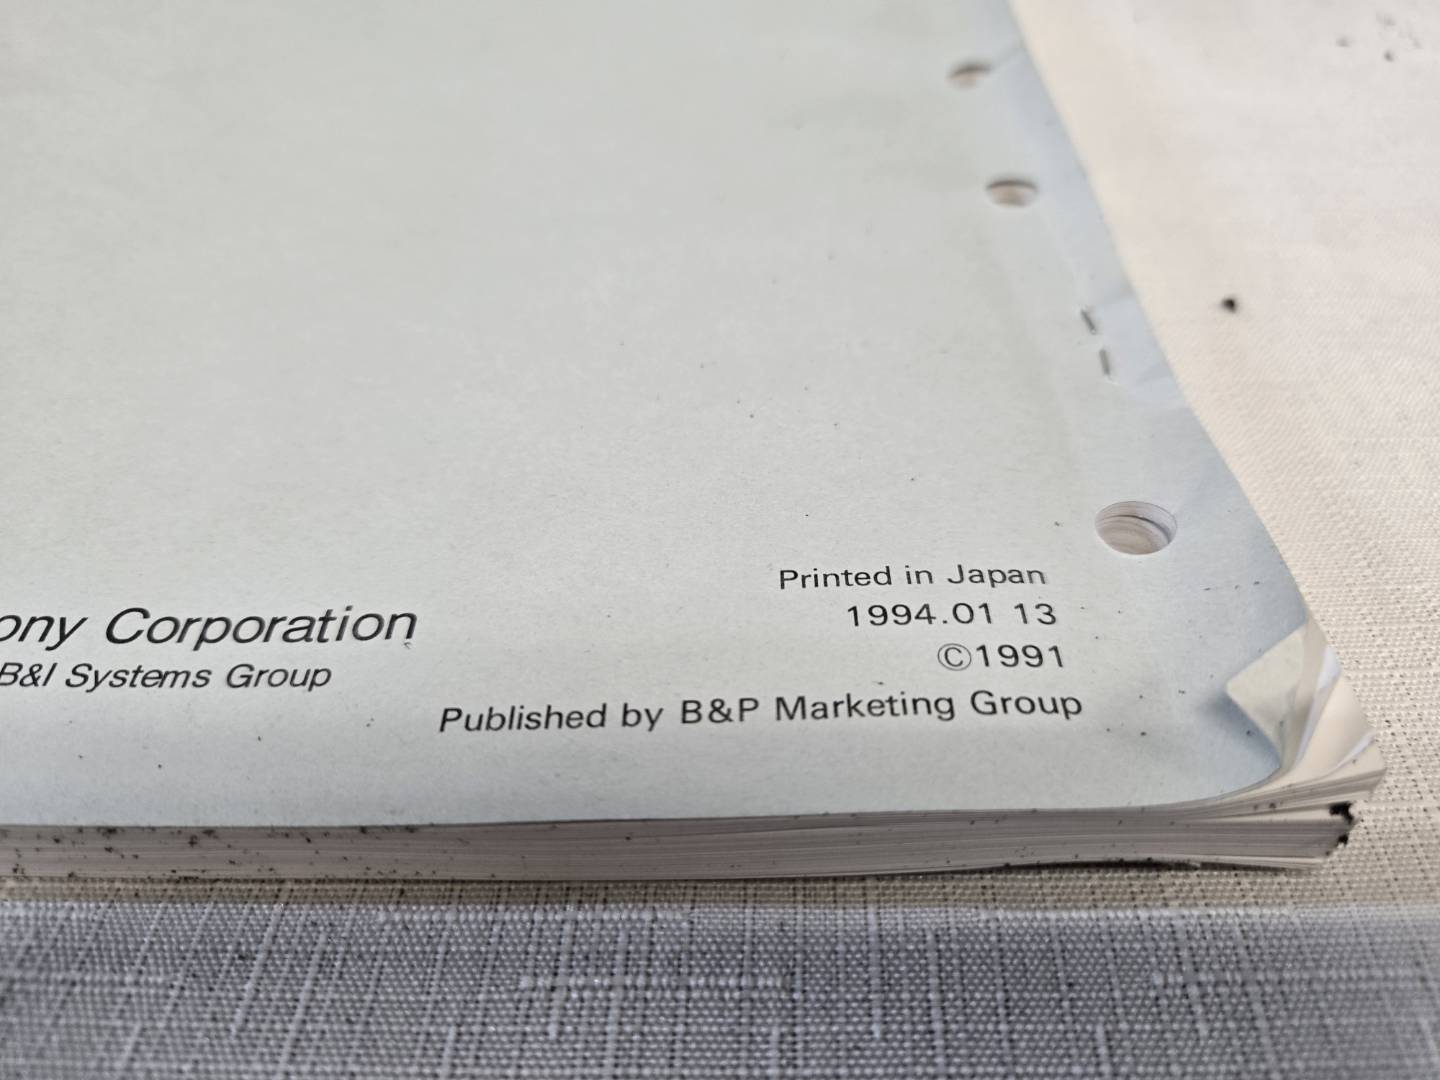 Printed in Japan
1994.01 13
©1991
ony Corporation
B&I Systems Group
Published by B&P Marketing Group